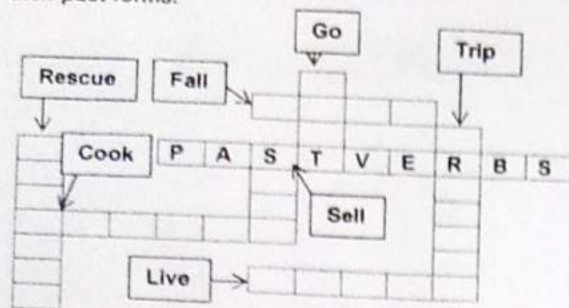 past forms.
Go
Trip
Rescue
Fall
Cook
P A S T V E R B S
Sell
Live